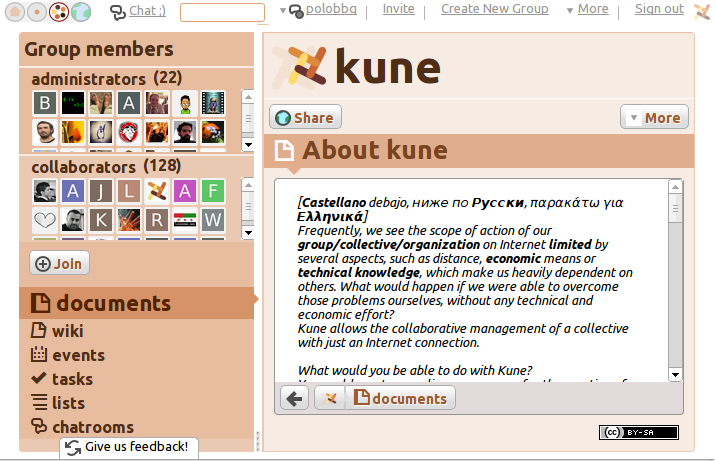 Chat ;)
▾ polobbq
Invite
Create New Group
▾ More
Sign out
Group members
administrators (22)
B
A
collaborators (128)
A J L A F
K R W
Join
documents
wiki
events
tasks
lists
chatrooms
Give us feedback!
kune
Share
▾ More
About kune
[Castellano debajo, ниже по Русски, παρακάτω για
Ελληνικά]
Frequently, we see the scope of action of our
group/collective/organization on Internet limited by
several aspects, such as distance, economic means or
technical knowledge, which make us heavily dependent on
others. What would happen if we were able to overcome
those problems ourselves, without any technical and
economic effort?
Kune allows the collaborative management of a collective
with just an Internet connection.
What would you be able to do with Kune?
documents
cc BY-SA